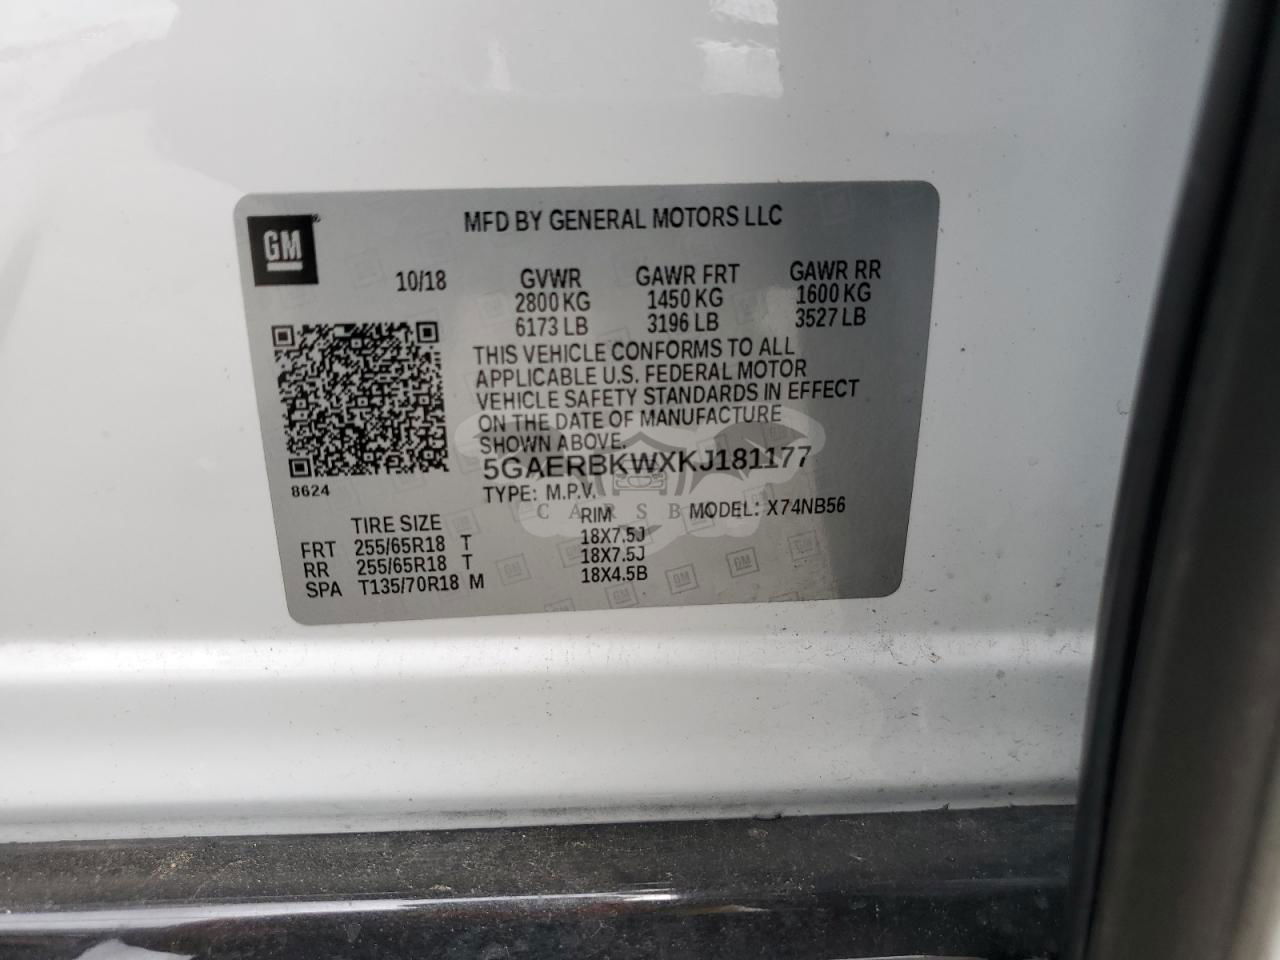 GM
MFD BY GENERAL MOTORS LLC
10/18 GVWR GAWR FRT GAWR RR
2800 KG 1450 KG 1600 KG
6173 LB 3196 LB 3527 LB
THIS VEHICLE CONFORMS TO ALL
APPLICABLE U.S. FEDERAL MOTOR
VEHICLE SAFETY STANDARDS IN EFFECT
ON THE DATE OF MANUFACTURE
SHOWN ABOVE.
5GAERBKWXKJ181177
8624
TYPE: M.P.V. MODEL: X74NB56
CARSB
TIRE SIZE RIM
FRT 255/65R18 T 18X7.5J
RR 255/65R18 T 18X7.5J
SPA T135/70R18 M 18X4.5B